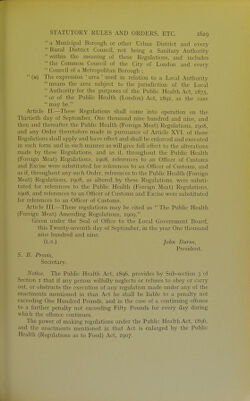 STATUTORY RULES AND ORDERS, ETC. 1629
"a Municipal Borough or other Urban District and every
"Rural District Council, not being a Sanitary Authority
"within the meaning of these Regulations, and includes
"the Common Council of the City of London and every
"Council of a Metropolitan Borough;
"(a) The expression 'area' used in relation to a Local Authority
"means the area subject to the jurisdiction of the Local
"Authority for the purposes of the Public Health Act, 1875,
"or of the Public Health (London) Act, 1891, as the case
"may be."
Article II.—These Regulations shall come into operation on the
Thirtieth day of September, One thousand nine hundred and nine, and
then and thereafter the Public Health (Foreign Meat) Regulations, 1908,
and any Order thereunder made in pursuance of Article XVI. of those
Regulations shall apply and have effect and shall be enforced and executed
in such form and in such manner as will give full effect to the alterations
made by these Regulations, and as if, throughout the Public Health
(Foreign Meat) Regulations, 1908, references to an Officer of Customs
and Excise were substituted for references to an Officer of Customs, and
as if, throughout any such Order, references to the Public Health (Foreign
Meat) Regulations, 1908, as altered by these Regulations, were substi-
tuted for references to the Public Health (Foreign Meat) Regulations,
1908, and references to an Officer of Customs and Excise were substituted
for references to an Officer of Customs.
Article III.—These regulations may be cited as "The Public Health
(Foreign Meat) Amending Regulations, 1909."
Given under the Seal of Office to the Local Government Board,
this Twenty-seventh day of September, in the year One thousand
nine hundred and nine.
(L.S.) John Burns,
President.
S. B. Provis,
Secretary.
Notice. The Public Health Act, 1896, provides by Sub-section 3 of
Section 1 that if any person wilfully neglects or refuses to obey or carry
out, or obstructs the execution of any regulation made under any of the
enactments mentioned in that Act he shall be liable to a penalty not
exceeding One Hundred Pounds, and in the case of a continuing offence
to a further penalty not exceeding Fifty Pounds for every day during
which the offence continues.
The power of making regulations under the Public Health Act, 1896,
and the enactments mentioned in that Act is enlarged by the Public
Health (Regulations as to Food) Act, 1907.